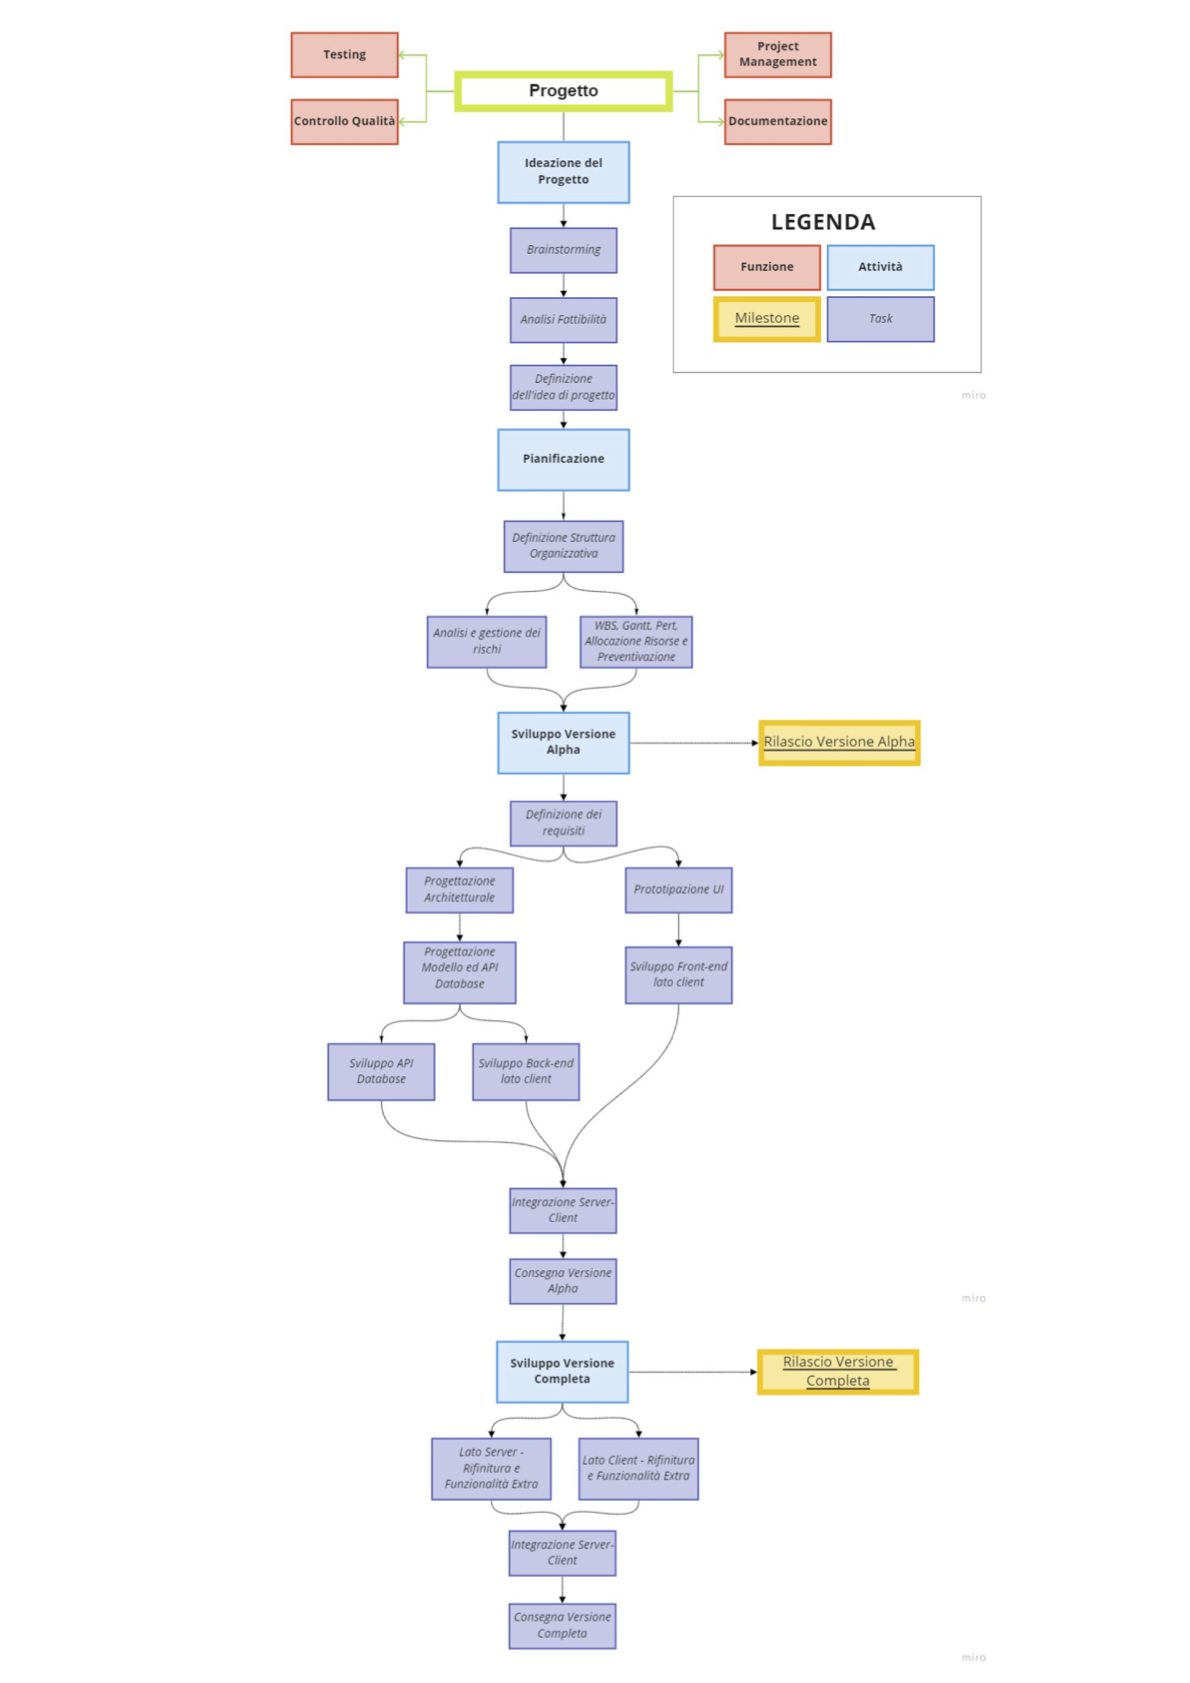 Testing
Project
Management
Progetto
Controllo Qualità
Documentazione
Ideazione del
Progetto
LEGENDA
Funzione
Attività
Milestone
Task
miro
Brainstorming
Analisi Fattibilità
Definizione
dell'idea di progetto
Pianificazione
Definizione Struttura
Organizzativa
Analisi e gestione dei
rischi
WBS, Gantt, Pert,
Allocazione Risorse e
Preventivazione
Sviluppo Versione
Alpha
Rilascio Versione Alpha
Definizione dei
requisiti
Progettazione
Architetturale
Prototipazione UI
Progettazione
Modello ed API
Database
Sviluppo Front-end
lato client
Sviluppo API
Database
Sviluppo Back-end
lato client
Integrazione Server-
Client
Consegna Versione
Alpha
miro
Sviluppo Versione
Completa
Rilascio Versione
Completa
Lato Server -
Rifinitura e
Funzionalità Extra
Lato Client - Rifinitura
e Funzionalità Extra
Integrazione Server-
Client
Consegna Versione
Completa
miro